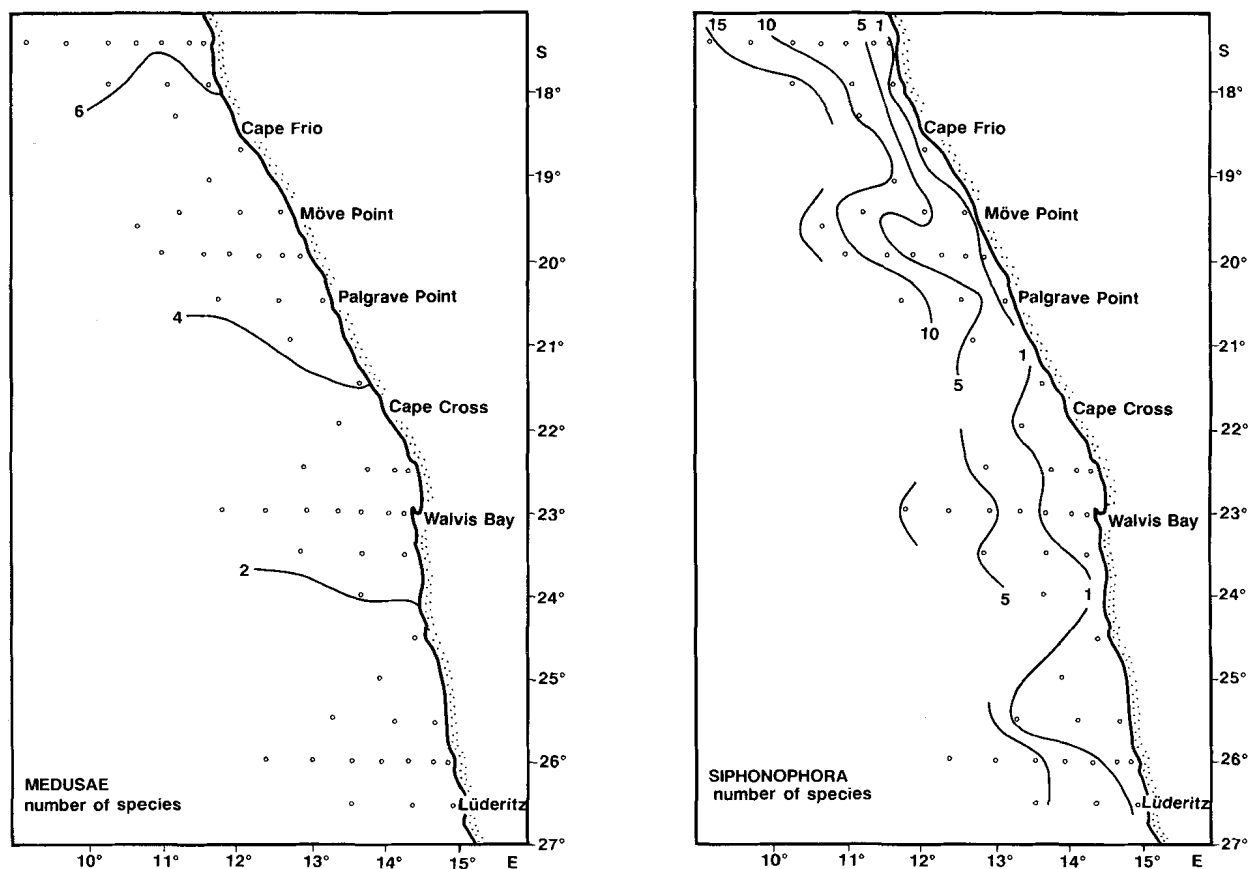 S
6
18°
Cape Frio
19°
Möve Point
20°
Palgrave Point
4
21°
Cape Cross
22°
Walvis Bay
23°
2
24°
25°
26°
MEDUSAE
number of species
Lüderitz
27°
10° 11° 12° 13° 14° 15° E
15 10 5 1
S
18°
Cape Frio
19°
Möve Point
20°
Palgrave Point
10
21°
1
5
Cape Cross
22°
Walvis Bay
23°
5
1
24°
25°
26°
SIPHONOPHORA
number of species
Lüderitz
27°
10° 11° 12° 13° 14° 15° E